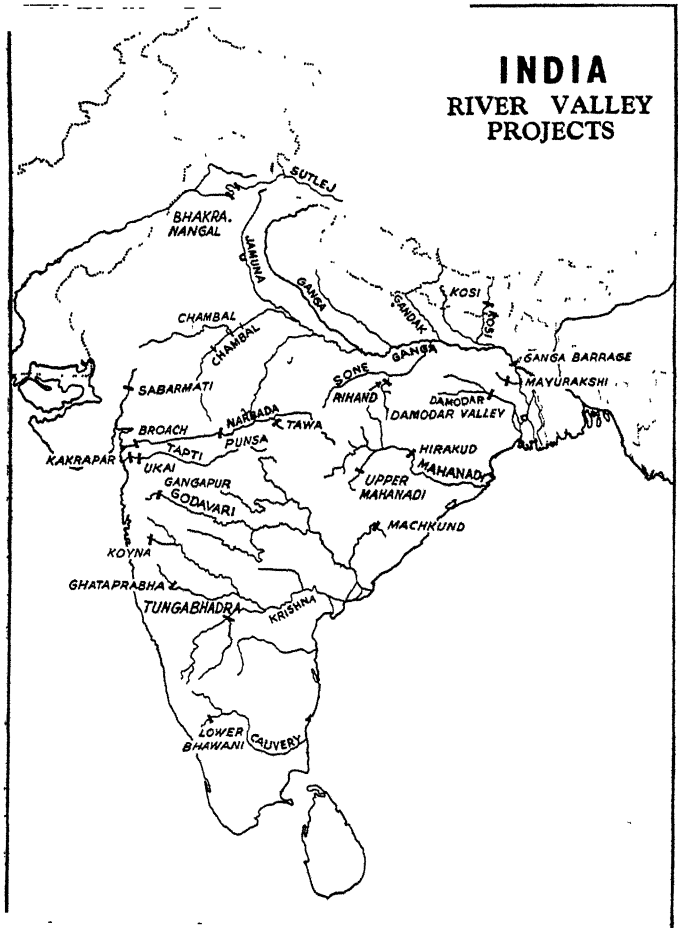 INDIA
RIVER VALLEY
PROJECTS
SUTLEJ
BHAKRA.
NANGAL
JAMUNA
GANGA
GANDAK
KOSI
KOSI
CHAMBAL
CHAMBAL
SONE
GANGA
GANGA BARRAGE
MAYURAKSHI
SABARMATI
RIHAND
DAMODAR
DAMODAR VALLEY
BROACH
NARBADA
TAWA
TAPTI
PUNSA
KAKRAPAR
UKAI
HIRAKUD
MAHANADI
GANGAPUR
GODAVARI
UPPER
MAHANADI
MACHKUND
KOYNA
GHATAPRABHA
TUNGABHADRA
KRISHNA
LOWER
BHAWANI
CAUVERY